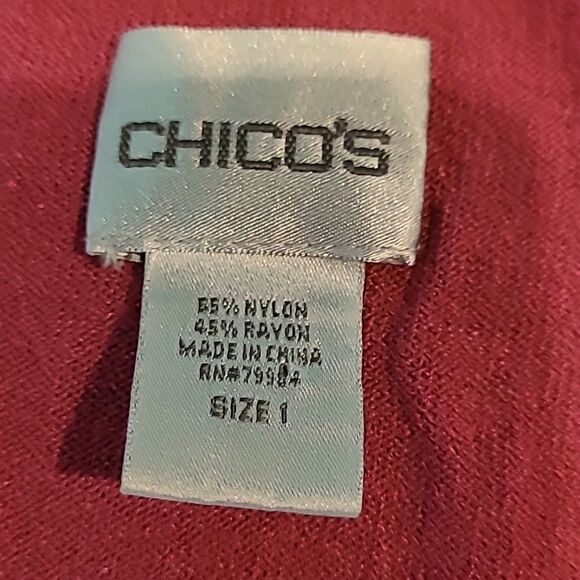 CHICO'S
55% NYLON
45% RAYON
MADE IN CHINA
RN#79984
SIZE 1